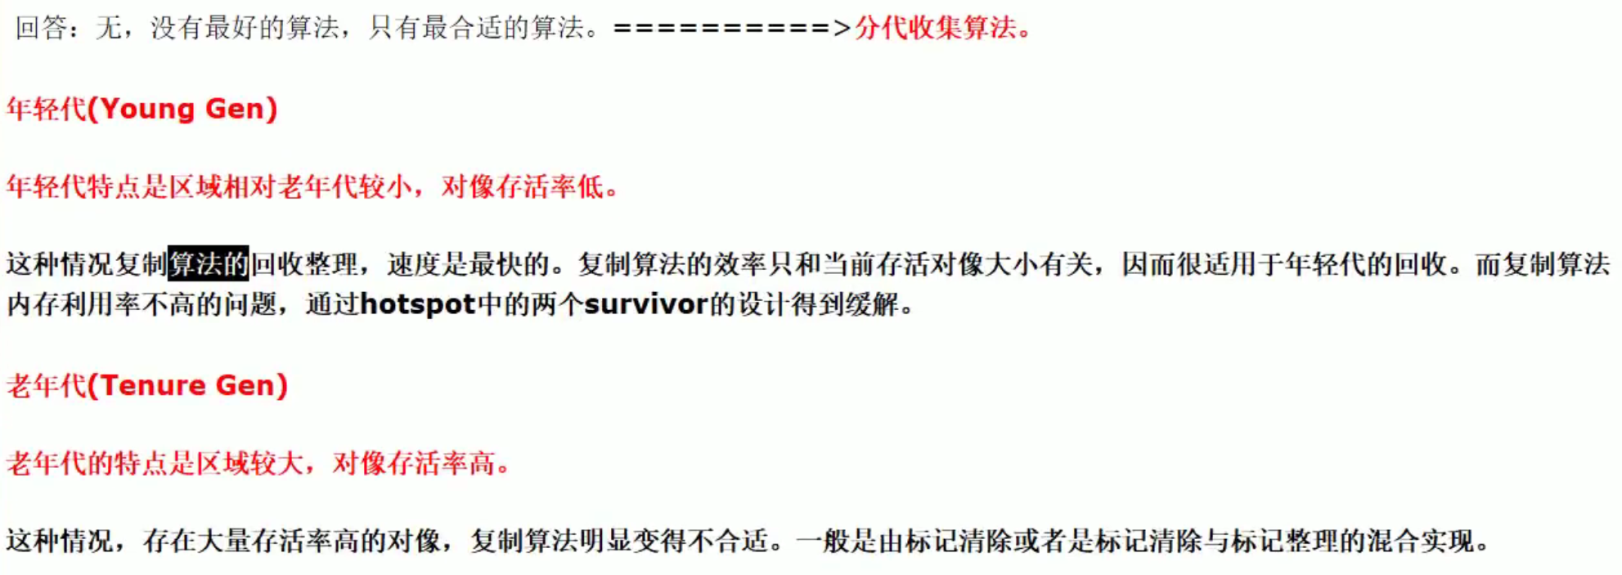 回答：无，没有最好的算法，只有最合适的算法。==========>分代收集算法。
年轻代(Young Gen)
年轻代特点是区域相对老年代较小，对像存活率低。
这种情况复制算法的回收整理，速度是最快的。复制算法的效率只和当前存活对像大小有关，因而很适用于年轻代的回收。而复制算法
内存利用率不高的问题，通过hotspot中的两个survivor的设计得到缓解。
老年代(Tenure Gen)
老年代的特点是区域较大，对像存活率高。
这种情况，存在大量存活率高的对像，复制算法明显变得不合适。一般是由标记清除或者是标记清除与标记整理的混合实现。